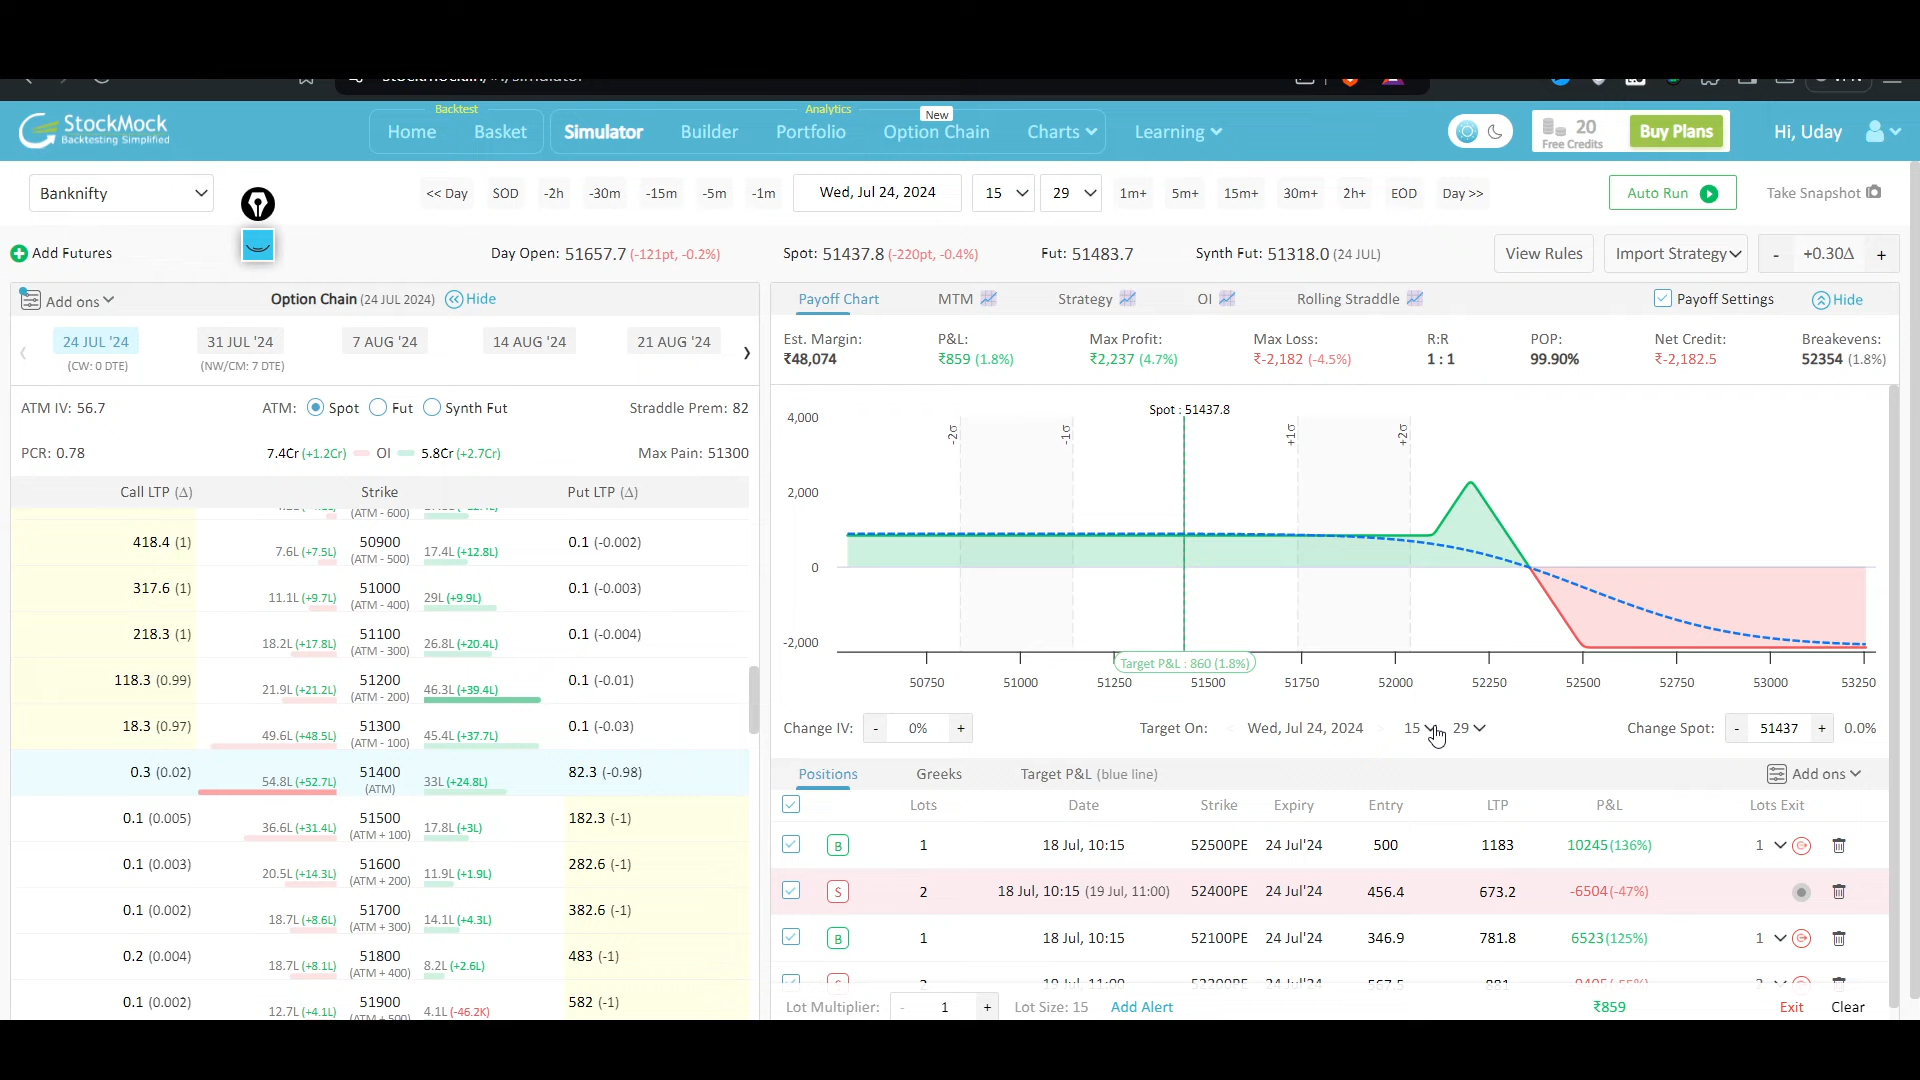 Backtest
Analytics
New
StockMock
Backtesting Simplified
Home Basket Simulator Builder Portfolio Option Chain Charts Learning
20
Free Credits
Buy Plans
Hi, Uday
Banknifty
<< Day SOD -2h -30m -15m -5m -1m Wed, Jul 24, 2024 15 29 1m+ 5m+ 15m+ 30m+ 2h+ EOD Day >>
Auto Run
Take Snapshot
Add Futures
Day Open: 51657.7 (-121pt, -0.2%) Spot: 51437.8 (-220pt, -0.4%) Fut: 51483.7 Synth Fut: 51318.0 (24 JUL)
View Rules Import Strategy - +0.30Δ +
Add ons Option Chain (24 JUL 2024) Hide
24 JUL '24 31 JUL '24 7 AUG '24 14 AUG '24 21 AUG '24
(CW: 0 DTE) (NW/CM: 7 DTE)
ATM IV: 56.7 ATM: Spot Fut Synth Fut Straddle Prem: 82
PCR: 0.78 7.4Cr (+1.2Cr) OI 5.8Cr (+2.7Cr) Max Pain: 51300
Call LTP (Δ) Strike Put LTP (Δ)
(ATM - 600)
418.4 (1) 7.6L (+7.5L) 50900 17.4L (+12.8L) 0.1 (-0.002)
(ATM - 500)
317.6 (1) 11.1L (+9.7L) 51000 29L (+9.9L) 0.1 (-0.003)
(ATM - 400)
218.3 (1) 18.2L (+17.8L) 51100 26.8L (+20.4L) 0.1 (-0.004)
(ATM - 300)
118.3 (0.99) 21.9L (+21.2L) 51200 46.3L (+39.4L) 0.1 (-0.01)
(ATM - 200)
18.3 (0.97) 49.6L (+48.5L) 51300 45.4L (+37.7L) 0.1 (-0.03)
(ATM - 100)
0.3 (0.02) 54.8L (+52.7L) 51400 33L (+24.8L) 82.3 (-0.98)
(ATM)
0.1 (0.005) 36.6L (+31.4L) 51500 17.8L (+3L) 182.3 (-1)
(ATM + 100)
0.1 (0.003) 20.5L (+14.3L) 51600 11.9L (+1.9L) 282.6 (-1)
(ATM + 200)
0.1 (0.002) 18.7L (+8.6L) 51700 14.1L (+4.3L) 382.6 (-1)
(ATM + 300)
0.2 (0.004) 18.7L (+8.1L) 51800 8.2L (+2.6L) 483 (-1)
(ATM + 400)
0.1 (0.002) 12.7L (+4.1L) 51900 4.1L (-46.2K) 582 (-1)
(ATM + 500)
Payoff Chart MTM Strategy OI Rolling Straddle Payoff Settings Hide
Est. Margin: P&L: Max Profit: Max Loss: R:R POP: Net Credit: Breakevens:
₹48,074 ₹859 (1.8%) ₹2,237 (4.7%) ₹-2,182 (-4.5%) 1 : 1 99.90% ₹-2,182.5 52354 (1.8%)
Spot : 51437.8
4,000
-2σ -1σ +1σ +2σ
2,000
0
-2,000
Target P&L : 860 (1.8%)
50750 51000 51250 51500 51750 52000 52250 52500 52750 53000 53250
Change IV: - 0% + Target On: Wed, Jul 24, 2024 15 29 Change Spot: - 51437 + 0.0%
Positions Greeks Target P&L (blue line) Add ons
Lots Date Strike Expiry Entry LTP P&L Lots Exit
B 1 18 Jul, 10:15 52500PE 24 Jul'24 500 1183 10245(136%) 1
S 2 18 Jul, 10:15 (19 Jul, 11:00) 52400PE 24 Jul'24 456.4 673.2 -6504(-47%)
B 1 18 Jul, 10:15 52100PE 24 Jul'24 346.9 781.8 6523(125%) 1
Lot Multiplier: - 1 + Lot Size: 15 Add Alert ₹859 Exit Clear